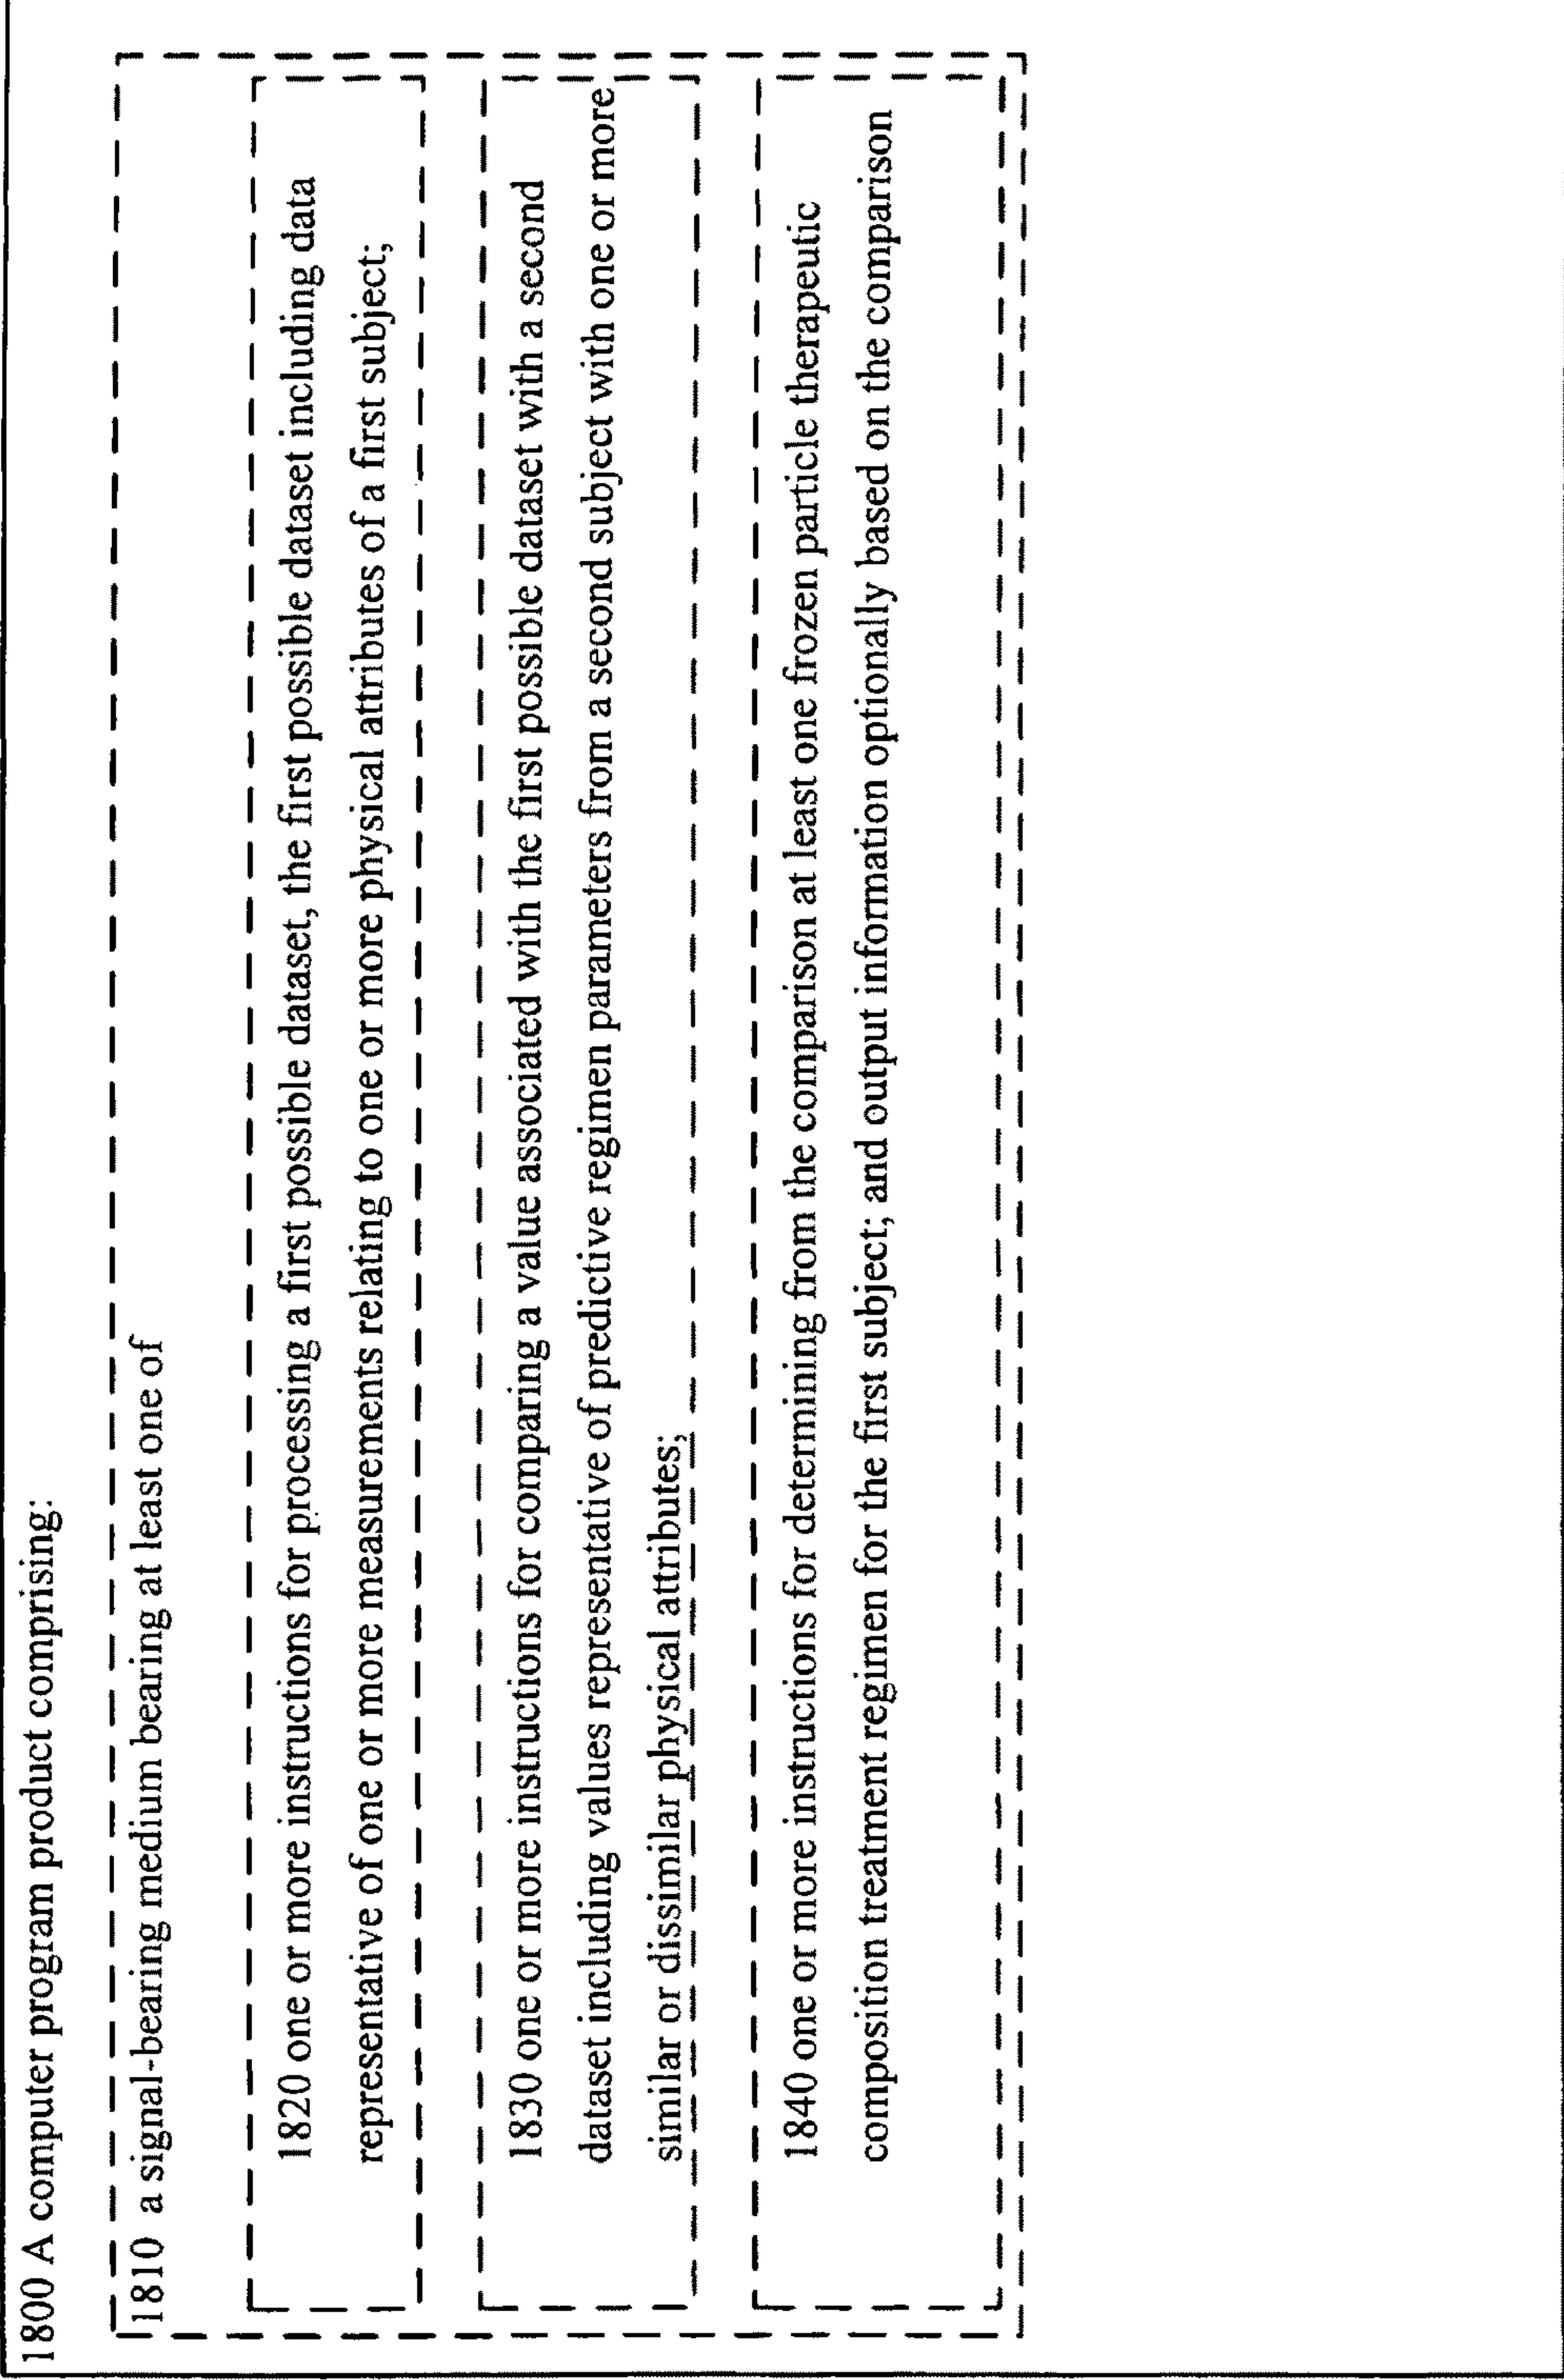 1800 A computer program product comprising:
1810 a signal-bearing medium bearing at least one of
1820 one or more instructions for processing a first possible dataset, the first possible dataset including data
representative of one or more measurements relating to one or more physical attributes of a first subject;
1830 one or more instructions for comparing a value associated with the first possible dataset with a second
dataset including values representative of predictive regimen parameters from a second subject with one or more
similar or dissimilar physical attributes;
1840 one or more instructions for determining from the comparison at least one frozen particle therapeutic
composition treatment regimen for the first subject; and output information optionally based on the comparison